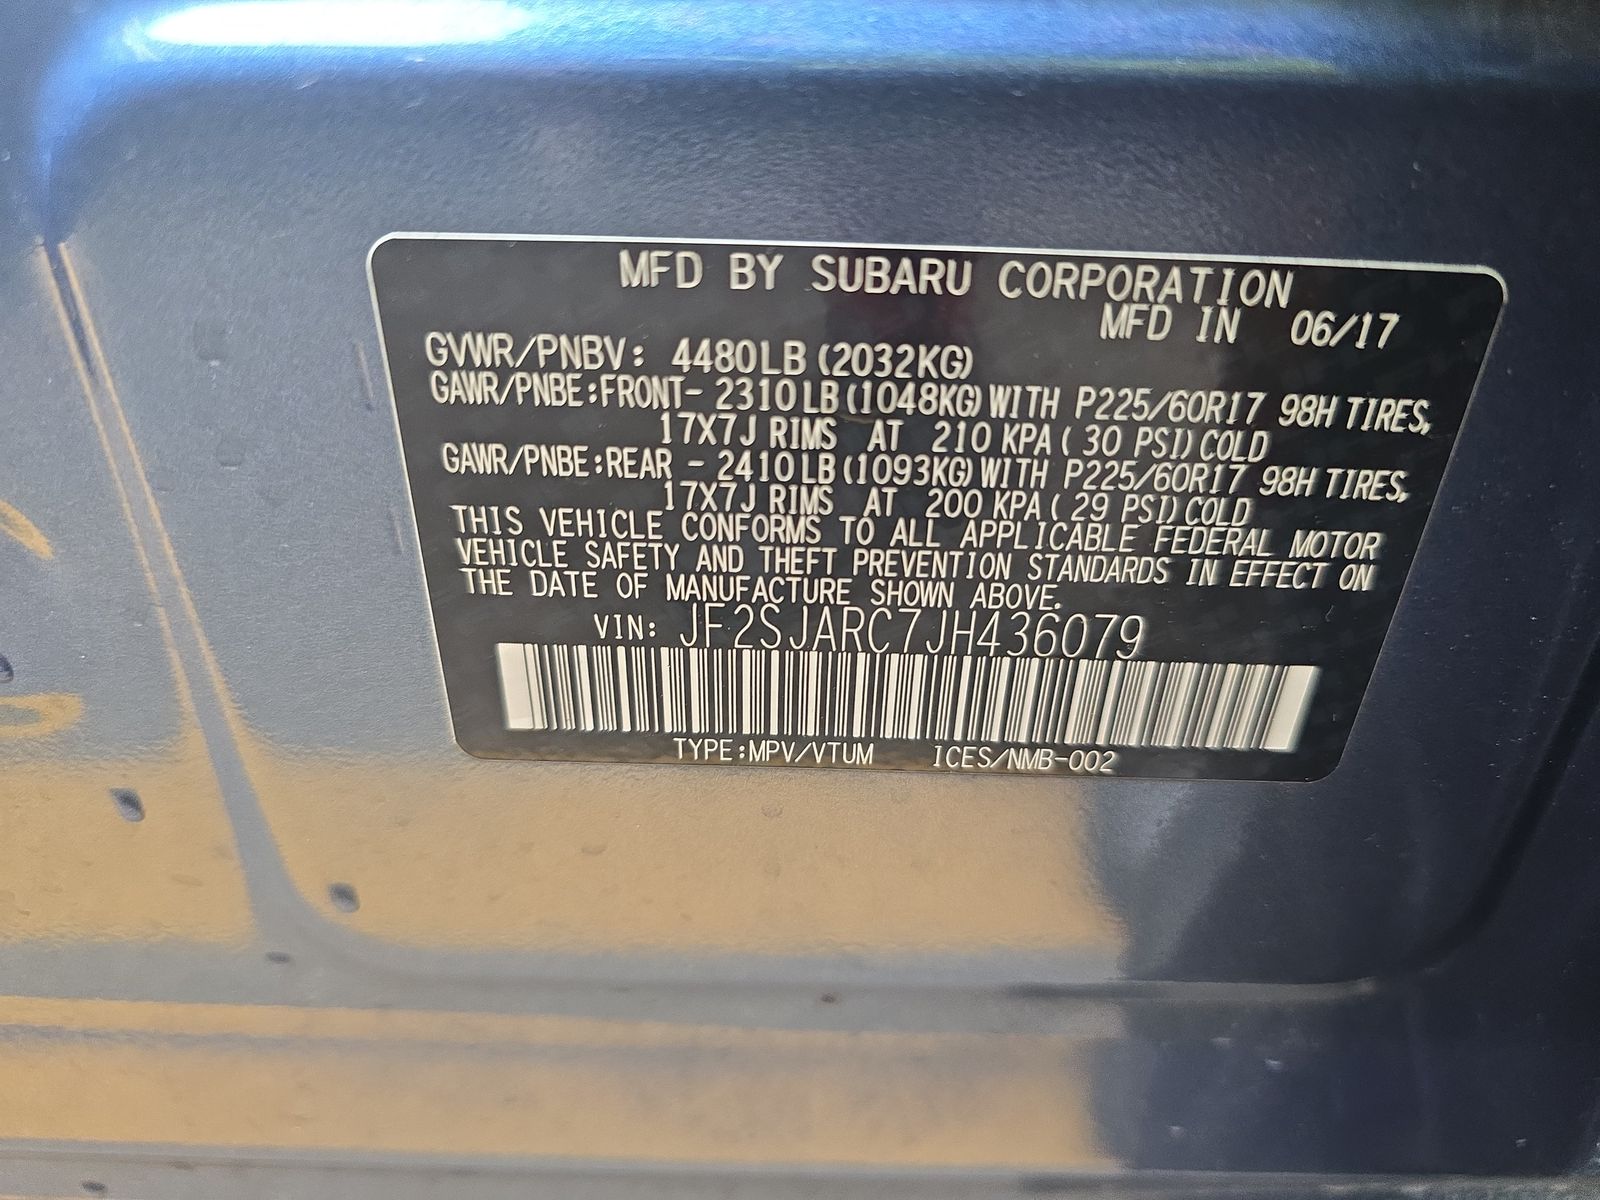 MFD BY SUBARU CORPORATION
MFD IN 06/17
GVWR/PNBV: 4480LB(2032KG)
GAWR/PNBE:FRONT- 2310LB(1048KG)WITH P225/60R17 98H TIRES,
17X7J RIMS AT 210 KPA( 30 PSI)COLD
GAWR/PNBE:REAR - 2410LB(1093KG)WITH P225/60R17 98H TIRES,
17X7J RIMS AT 200 KPA( 29 PSI)COLD
THIS VEHICLE CONFORMS TO ALL APPLICABLE FEDERAL MOTOR
VEHICLE SAFETY AND THEFT PREVENTION STANDARDS IN EFFECT ON
THE DATE OF MANUFACTURE SHOWN ABOVE.
VIN: JF2SJARC7JH436079
TYPE:MPV/VTUM ICES/NMB-002